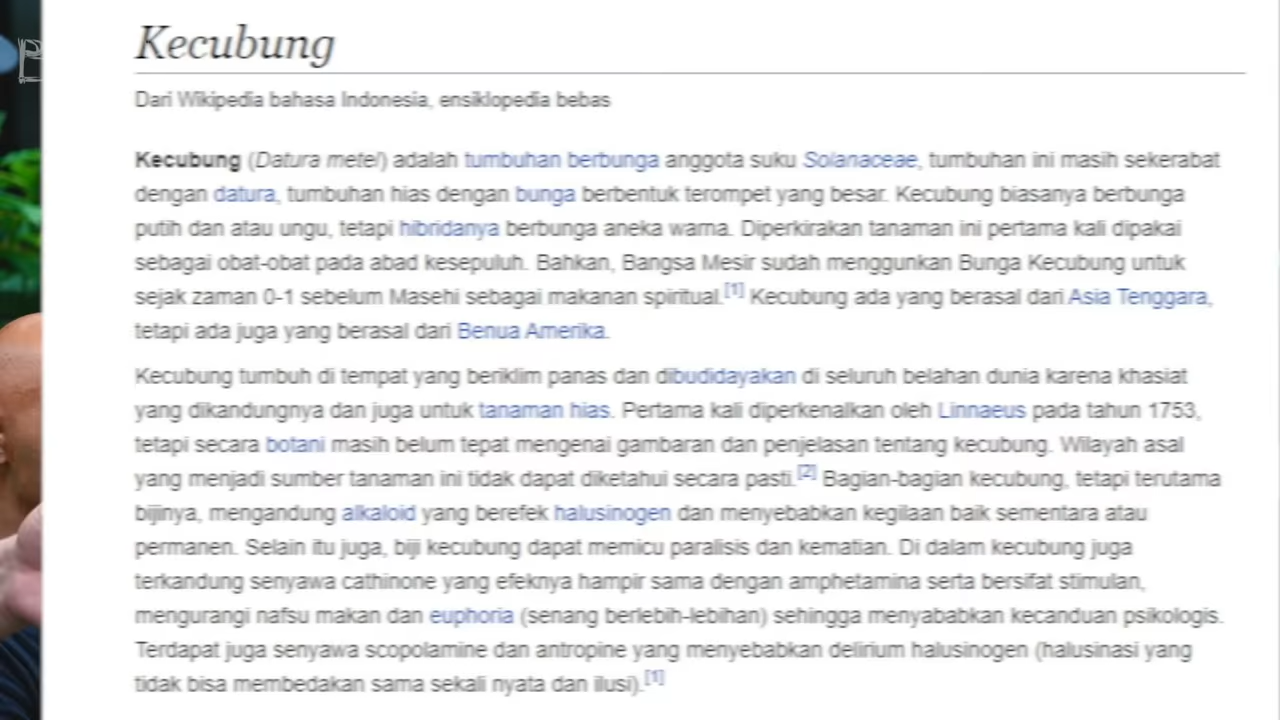 Kecubung
Dari Wikipedia bahasa Indonesia, ensiklopedia bebas
Kecubung (Datura metel) adalah tumbuhan berbunga anggota suku Solanaceae, tumbuhan ini masih sekerabat
dengan datura, tumbuhan hias dengan bunga berbentuk terompet yang besar. Kecubung biasanya berbunga
putih dan atau ungu, tetapi hibridanya berbunga aneka warna. Diperkirakan tanaman ini pertama kali dipakai
sebagai obat-obat pada abad kesepuluh. Bahkan, Bangsa Mesir sudah menggunkan Bunga Kecubung untuk
sejak zaman 0-1 sebelum Masehi sebagai makanan spiritual.[1] Kecubung ada yang berasal dari Asia Tenggara,
tetapi ada juga yang berasal dari Benua Amerika.
Kecubung tumbuh di tempat yang beriklim panas dan dibudidayakan di seluruh belahan dunia karena khasiat
yang dikandungnya dan juga untuk tanaman hias. Pertama kali diperkenalkan oleh Linnaeus pada tahun 1753,
tetapi secara botani masih belum tepat mengenai gambaran dan penjelasan tentang kecubung. Wilayah asal
yang menjadi sumber tanaman ini tidak dapat diketahui secara pasti.[2] Bagian-bagian kecubung, tetapi terutama
bijinya, mengandung alkaloid yang berefek halusinogen dan menyebabkan kegilaan baik sementara atau
permanen. Selain itu juga, biji kecubung dapat memicu paralisis dan kematian. Di dalam kecubung juga
terkandung senyawa cathinone yang efeknya hampir sama dengan amphetamina serta bersifat stimulan,
mengurangi nafsu makan dan euphoria (senang berlebih-lebihan) sehingga menyababkan kecanduan psikologis.
Terdapat juga senyawa scopolamine dan antropine yang menyebabkan delirium halusinogen (halusinasi yang
tidak bisa membedakan sama sekali nyata dan ilusi).[1]